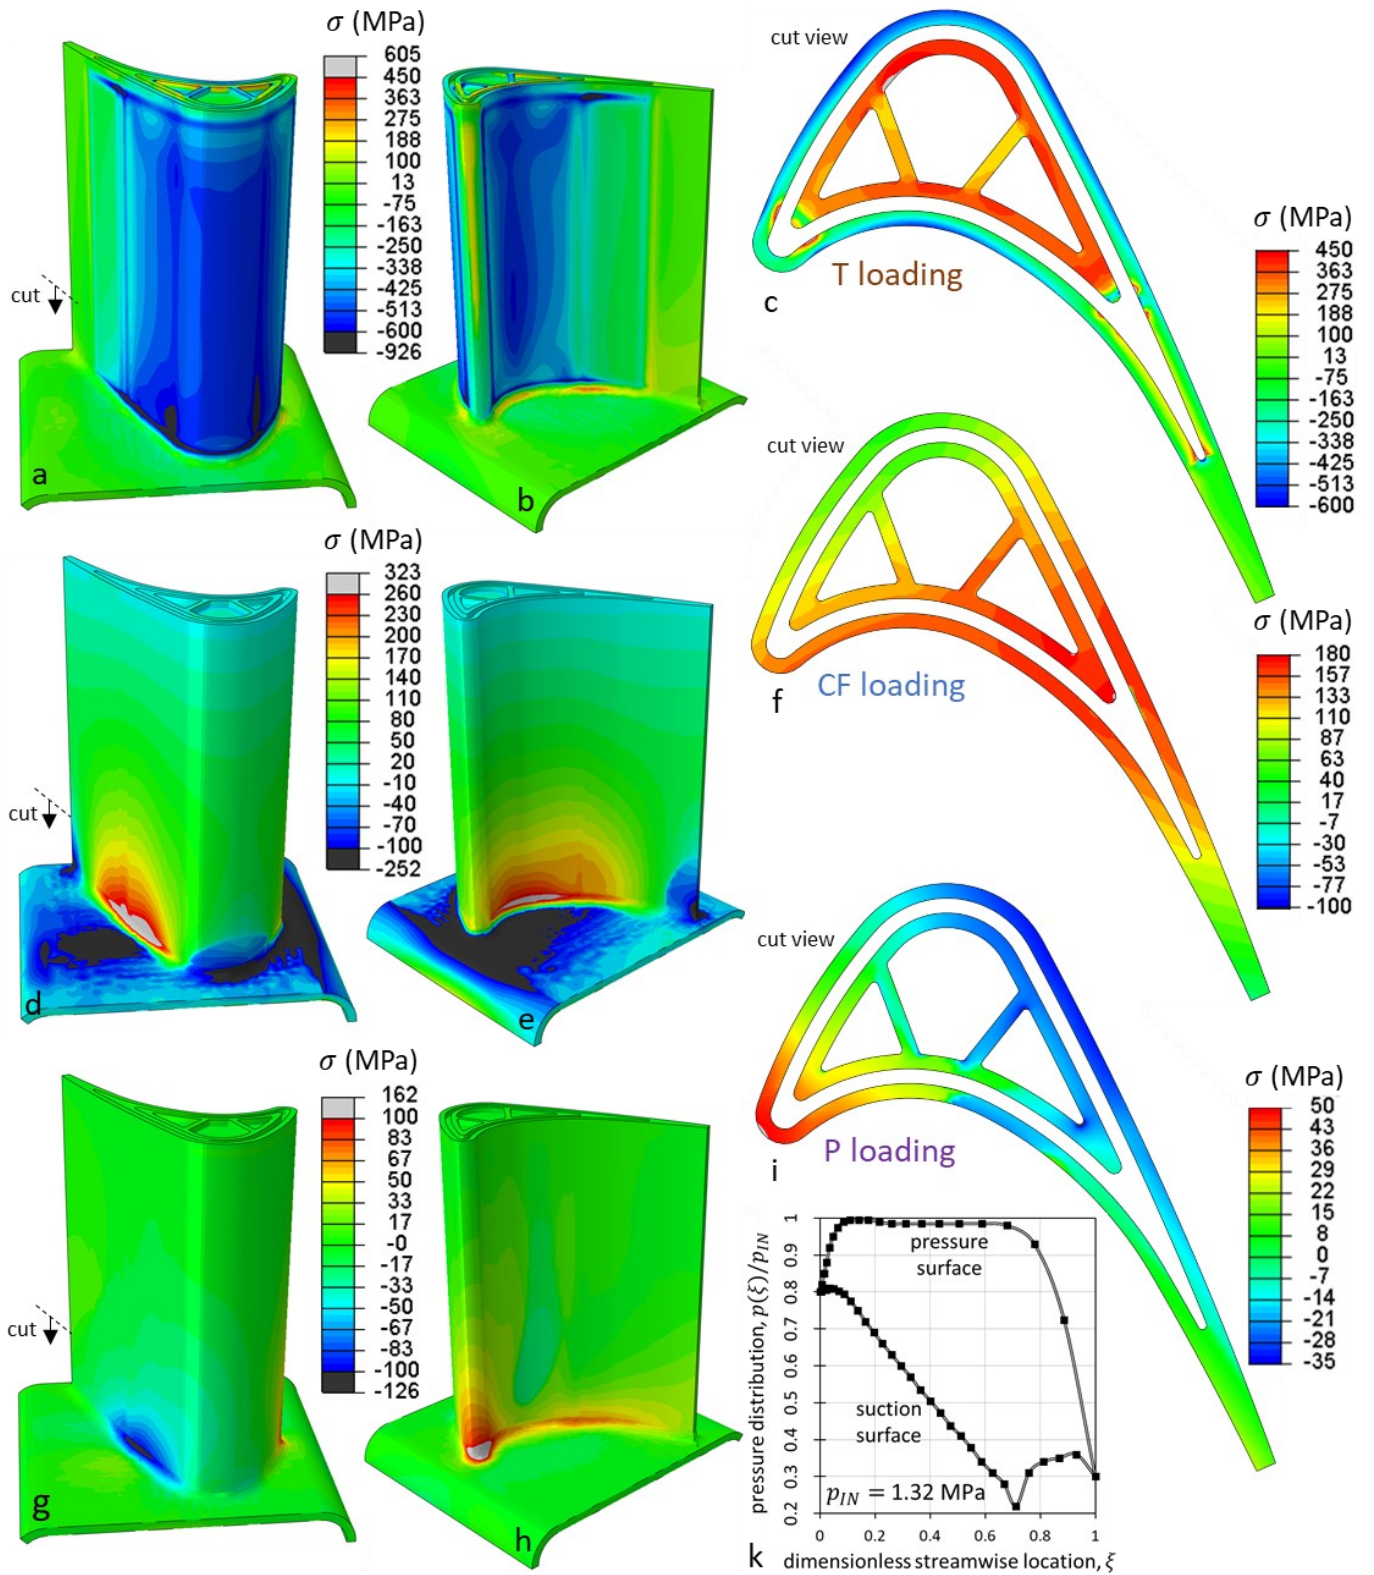 σ (MPa)
605
450
363
275
188
100
13
-75
-163
-250
-338
-425
-513
-600
-926
cut
a
b
cut view
T loading
c
σ (MPa)
450
363
275
188
100
13
-75
-163
-250
-338
-425
-513
-600
σ (MPa)
323
260
230
200
170
140
110
80
50
20
-10
-40
-70
-100
-252
cut
d
e
cut view
CF loading
f
σ (MPa)
180
157
133
110
87
63
40
17
-7
-30
-53
-77
-100
σ (MPa)
162
100
83
67
50
33
17
-0
-17
-33
-50
-67
-83
-100
-126
cut
g
h
cut view
P loading
i
σ (MPa)
50
43
36
29
22
15
8
0
-7
-14
-21
-28
-35
pressure distribution, p(ξ)/p_IN
1
0.9
0.8
0.7
0.6
0.5
0.4
0.3
0.2
pressure
surface
suction
surface
p_IN = 1.32 MPa
0 0.2 0.4 0.6 0.8 1
k
dimensionless streamwise location, ξ